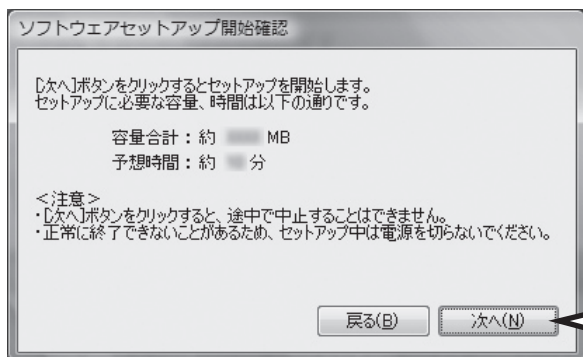 ソフトウェアセットアップ開始確認
[次へ]ボタンをクリックするとセットアップを開始します。
セットアップに必要な容量、時間は以下の通りです。
容量合計：約 MB
予想時間：約 分
＜注意＞
・[次へ]ボタンをクリックすると、途中で中止することはできません。
・正常に終了できないことがあるため、セットアップ中は電源を切らないでください。
戻る(B)
次へ(N)